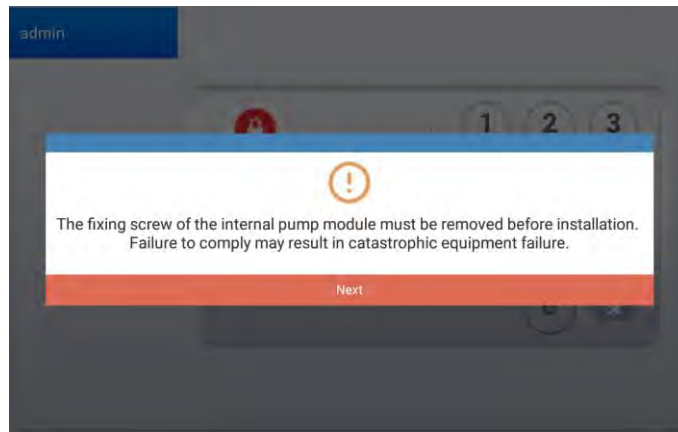 admin
1 2 3
The fixing screw of the internal pump module must be removed before installation.
Failure to comply may result in catastrophic equipment failure.
Next